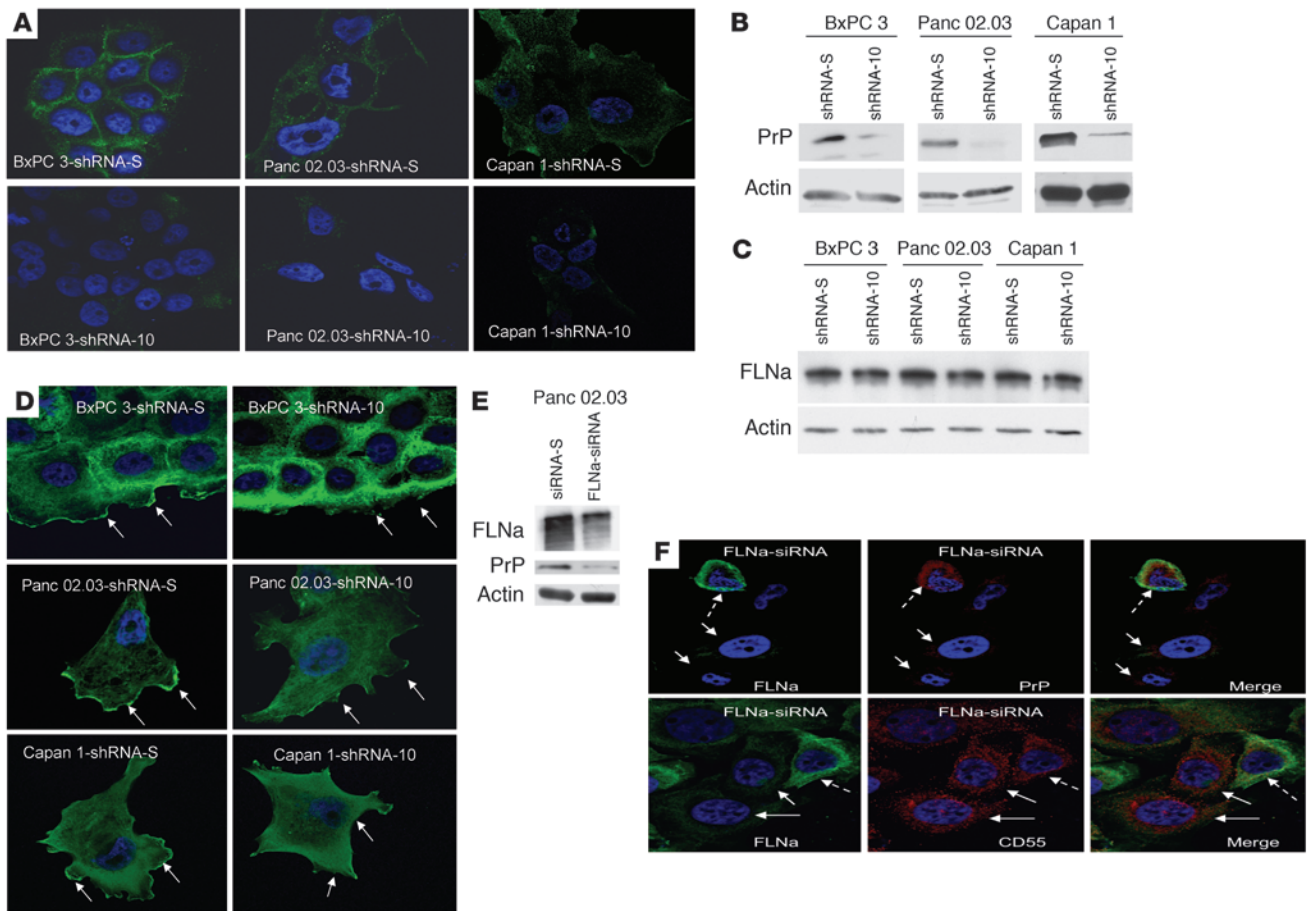 A
BxPC 3-shRNA-S
Panc 02.03-shRNA-S
Capan 1-shRNA-S
BxPC 3-shRNA-10
Panc 02.03-shRNA-10
Capan 1-shRNA-10
B
BxPC 3 Panc 02.03 Capan 1
shRNA-S shRNA-10 shRNA-S shRNA-10 shRNA-S shRNA-10
PrP
Actin
C
BxPC 3 Panc 02.03 Capan 1
shRNA-S shRNA-10 shRNA-S shRNA-10 shRNA-S shRNA-10
FLNa
Actin
D
BxPC 3-shRNA-S
BxPC 3-shRNA-10
Panc 02.03-shRNA-S
Panc 02.03-shRNA-10
Capan 1-shRNA-S
Capan 1-shRNA-10
E
Panc 02.03
siRNA-S FLNa-siRNA
FLNa
PrP
Actin
F
FLNa-siRNA
FLNa-siRNA
FLNa
PrP
Merge
FLNa-siRNA
FLNa-siRNA
FLNa
CD55
Merge